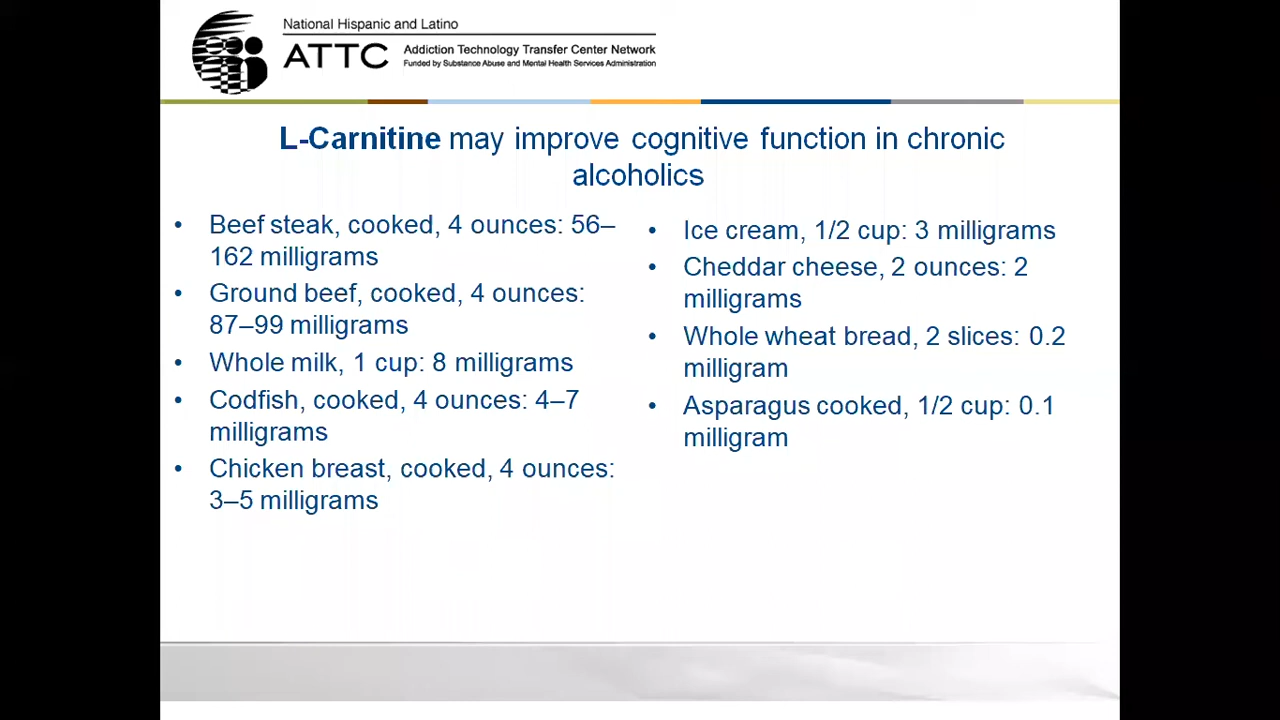 National Hispanic and Latino
ATTC
Addiction Technology Transfer Center Network
Funded by Substance Abuse and Mental Health Services Administration
L-Carnitine may improve cognitive function in chronic
alcoholics
• Beef steak, cooked, 4 ounces: 56–
162 milligrams
• Ground beef, cooked, 4 ounces:
87–99 milligrams
• Whole milk, 1 cup: 8 milligrams
• Codfish, cooked, 4 ounces: 4–7
milligrams
• Chicken breast, cooked, 4 ounces:
3–5 milligrams
• Ice cream, 1/2 cup: 3 milligrams
• Cheddar cheese, 2 ounces: 2
milligrams
• Whole wheat bread, 2 slices: 0.2
milligram
• Asparagus cooked, 1/2 cup: 0.1
milligram